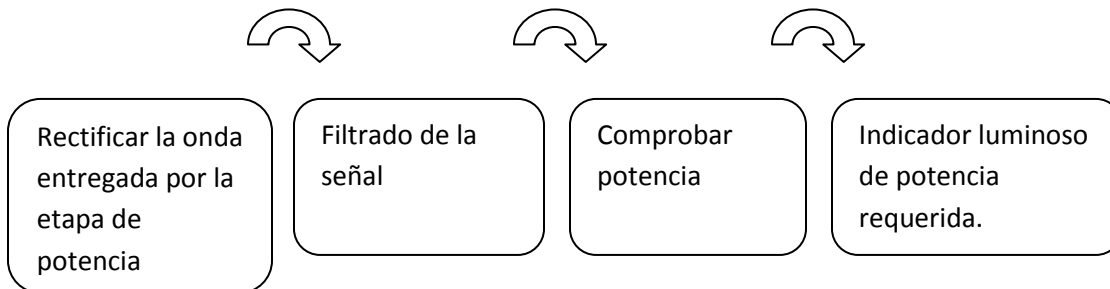 Rectificar la onda
entregada por la
etapa de
potencia
Filtrado de la
señal
Comprobar
potencia
Indicador luminoso
de potencia
requerida.